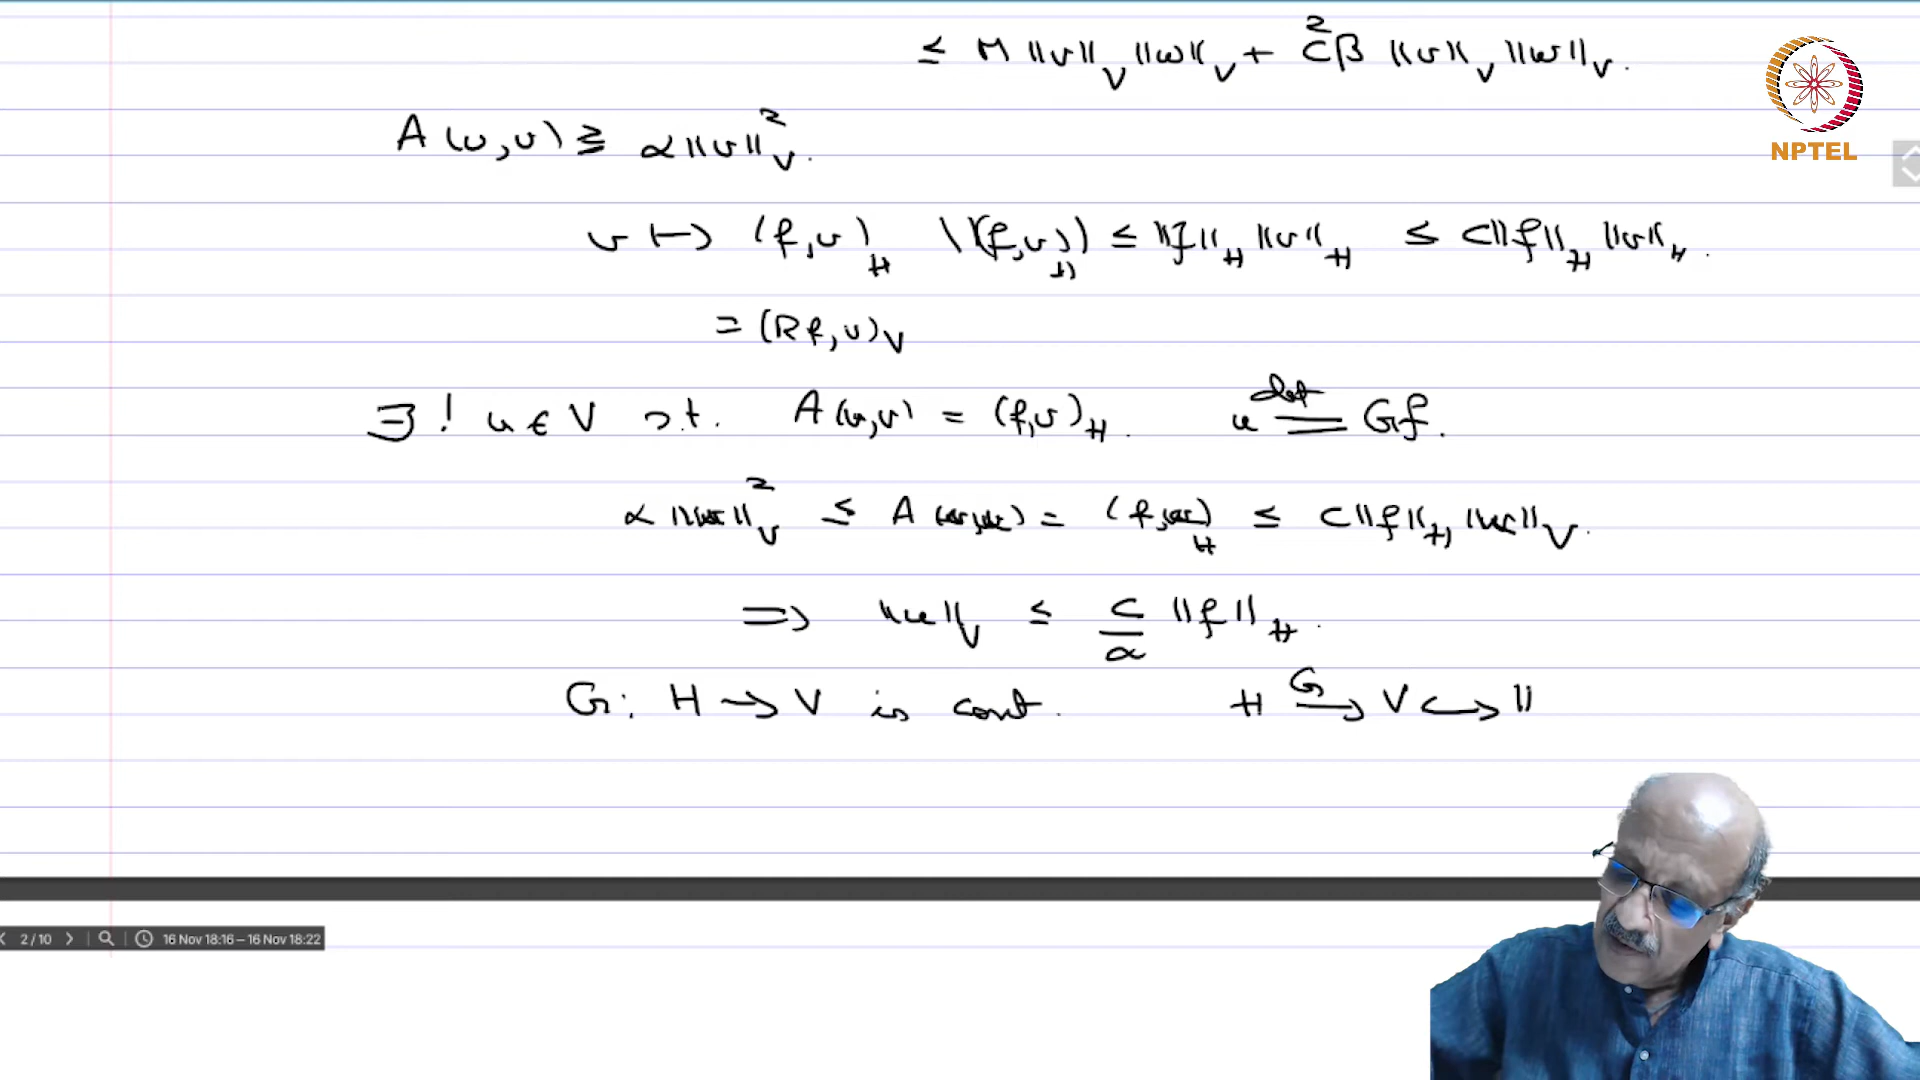 ≤ M ||v||_V ||w||_V + C²β ||v||_V ||w||_V.
NPTEL
A(v,v) ≥ α||v||²_V.
v ↦ (f,v)_H |(f,v)_H| ≤ ||f||_H ||v||_H ≤ C||f||_H ||v||_H.
= (Rf,v)_V
∃! u ∈ V s.t. A(u,v) = (f,v)_H. u def= Gf.
α||u||²_V ≤ A(u,u) = (f,u)_H ≤ C||f||_H ||u||_V.
⇒ ||u||_V ≤ C/α ||f||_H.
G: H → V is cont. H →^G V ↪ H
2 / 10 16 Nov 18:16 – 16 Nov 18:22